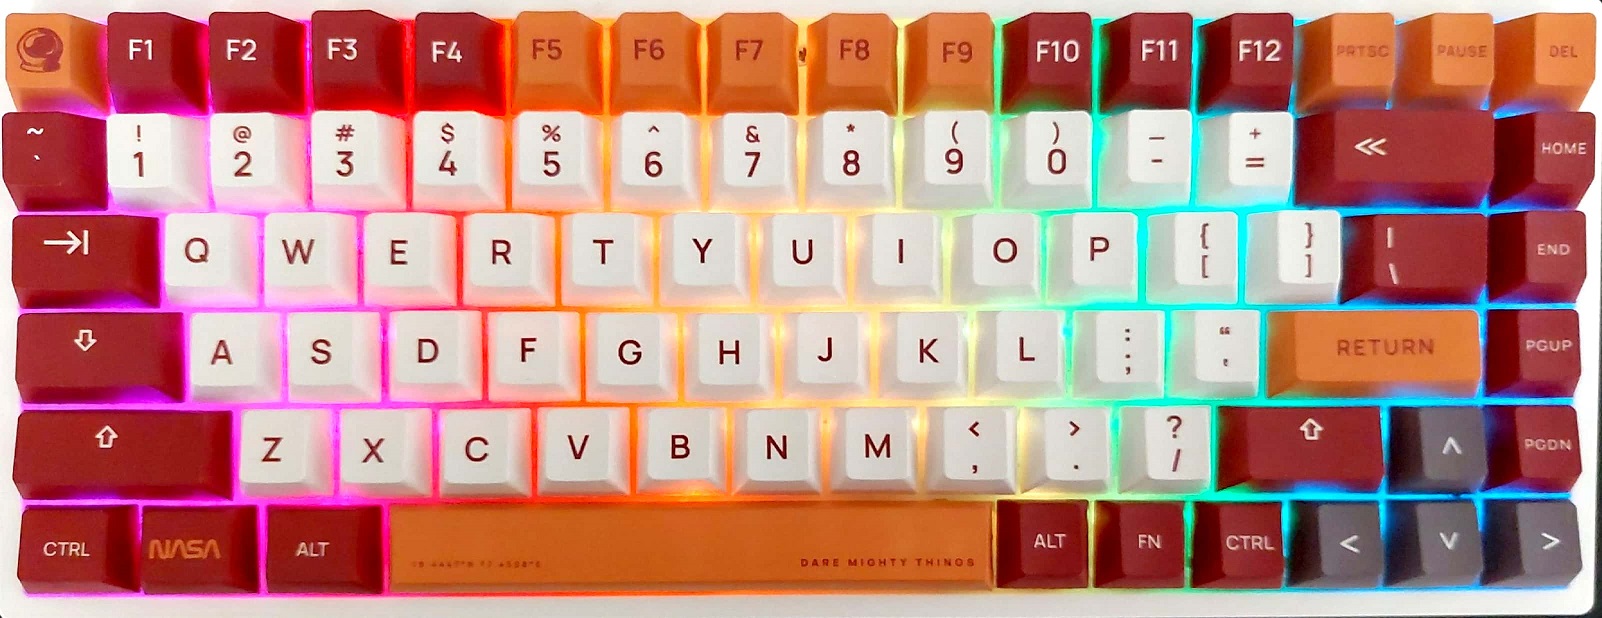 F1 F2 F3 F4 F5 F6 F7 F8 F9 F10 F11 F12 PRTSC PAUSE DEL
~ ! @ # $ % ^ & * ( ) _ +
` 1 2 3 4 5 6 7 8 9 0 - = HOME
Q W E R T Y U I O P { } | END
[ ] \
A S D F G H J K L : “ RETURN PGUP
; ‘
Z X C V B N M < > ? PGDN
, . /
CTRL NASA ALT DARE MIGHTY THINGS ALT FN CTRL